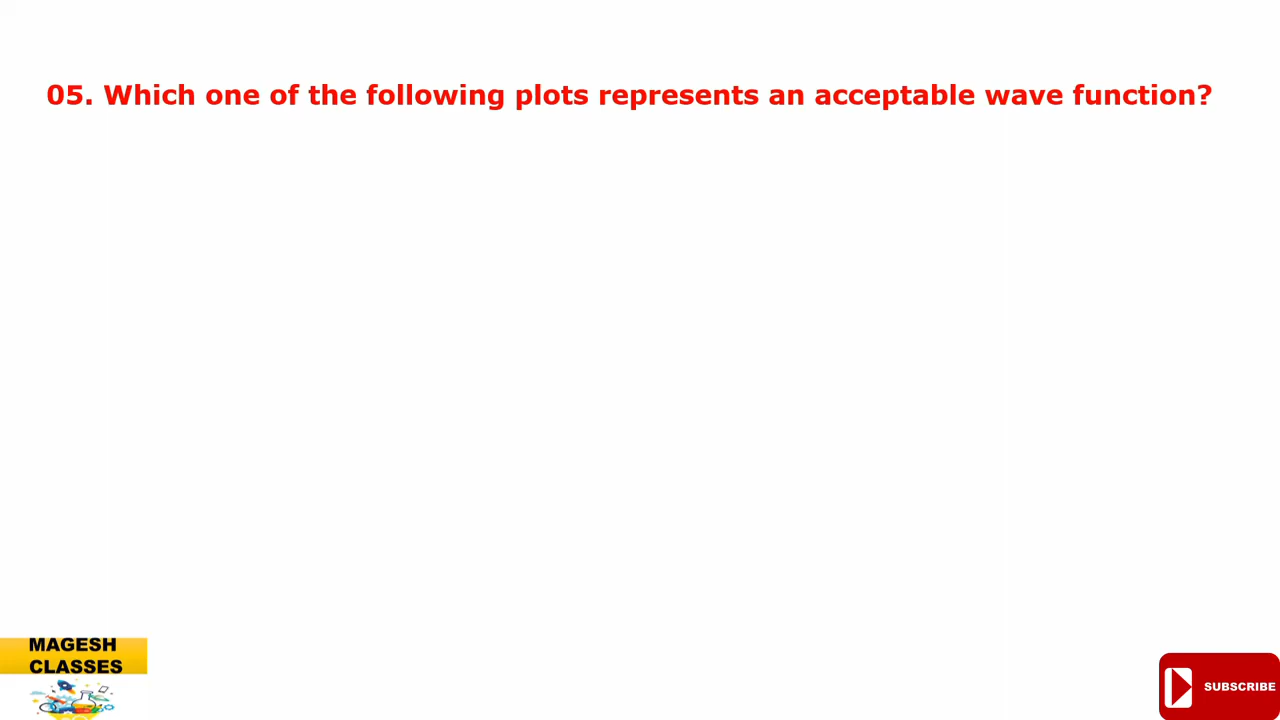 05. Which one of the following plots represents an acceptable wave function?
MAGESH
CLASSES
SUBSCRIBE